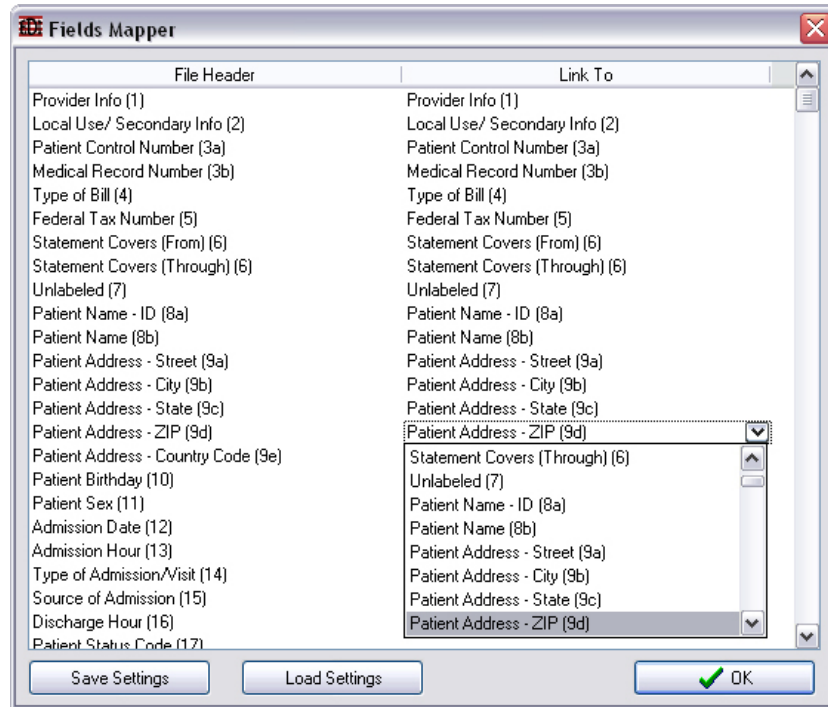 EDI Fields Mapper
File Header Link To
Provider Info (1) Provider Info (1)
Local Use/ Secondary Info (2) Local Use/ Secondary Info (2)
Patient Control Number (3a) Patient Control Number (3a)
Medical Record Number (3b) Medical Record Number (3b)
Type of Bill (4) Type of Bill (4)
Federal Tax Number (5) Federal Tax Number (5)
Statement Covers (From) (6) Statement Covers (From) (6)
Statement Covers (Through) (6) Statement Covers (Through) (6)
Unlabeled (7) Unlabeled (7)
Patient Name - ID (8a) Patient Name - ID (8a)
Patient Name (8b) Patient Name (8b)
Patient Address - Street (9a) Patient Address - Street (9a)
Patient Address - City (9b) Patient Address - City (9b)
Patient Address - State (9c) Patient Address - State (9c)
Patient Address - ZIP (9d) Patient Address - ZIP (9d)
Patient Address - Country Code (9e) Statement Covers (Through) (6)
Patient Birthday (10) Unlabeled (7)
Patient Sex (11) Patient Name - ID (8a)
Admission Date (12) Patient Name (8b)
Admission Hour (13) Patient Address - Street (9a)
Type of Admission/Visit (14) Patient Address - City (9b)
Source of Admission (15) Patient Address - State (9c)
Discharge Hour (16) Patient Address - ZIP (9d)
Patient Status Code (17)
Save Settings Load Settings OK